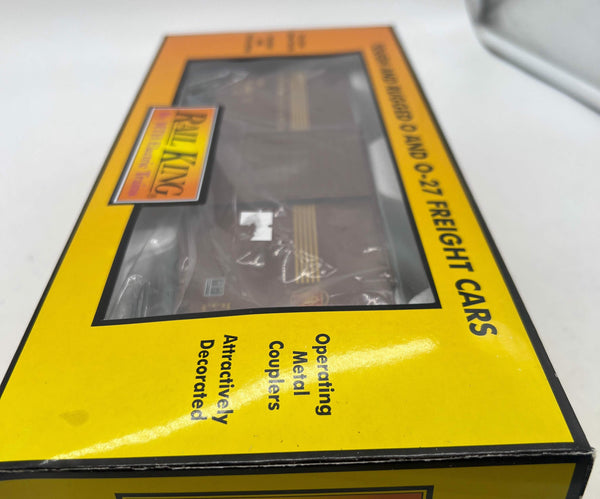 TOUGH AND RUGGED O AND O-27 FREIGHT CARS
RAIL KING
by MTH Electric Trains
Operating
Metal
Couplers
Attractively
Decorated